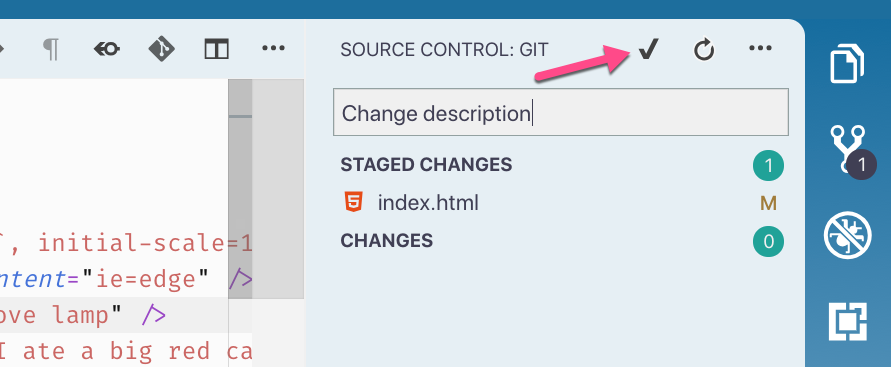 SOURCE CONTROL: GIT
Change description
STAGED CHANGES 1
index.html M
CHANGES 0
`, initial-scale=1
ntent="ie=edge" />
ove lamp" />
I ate a big red ca
1